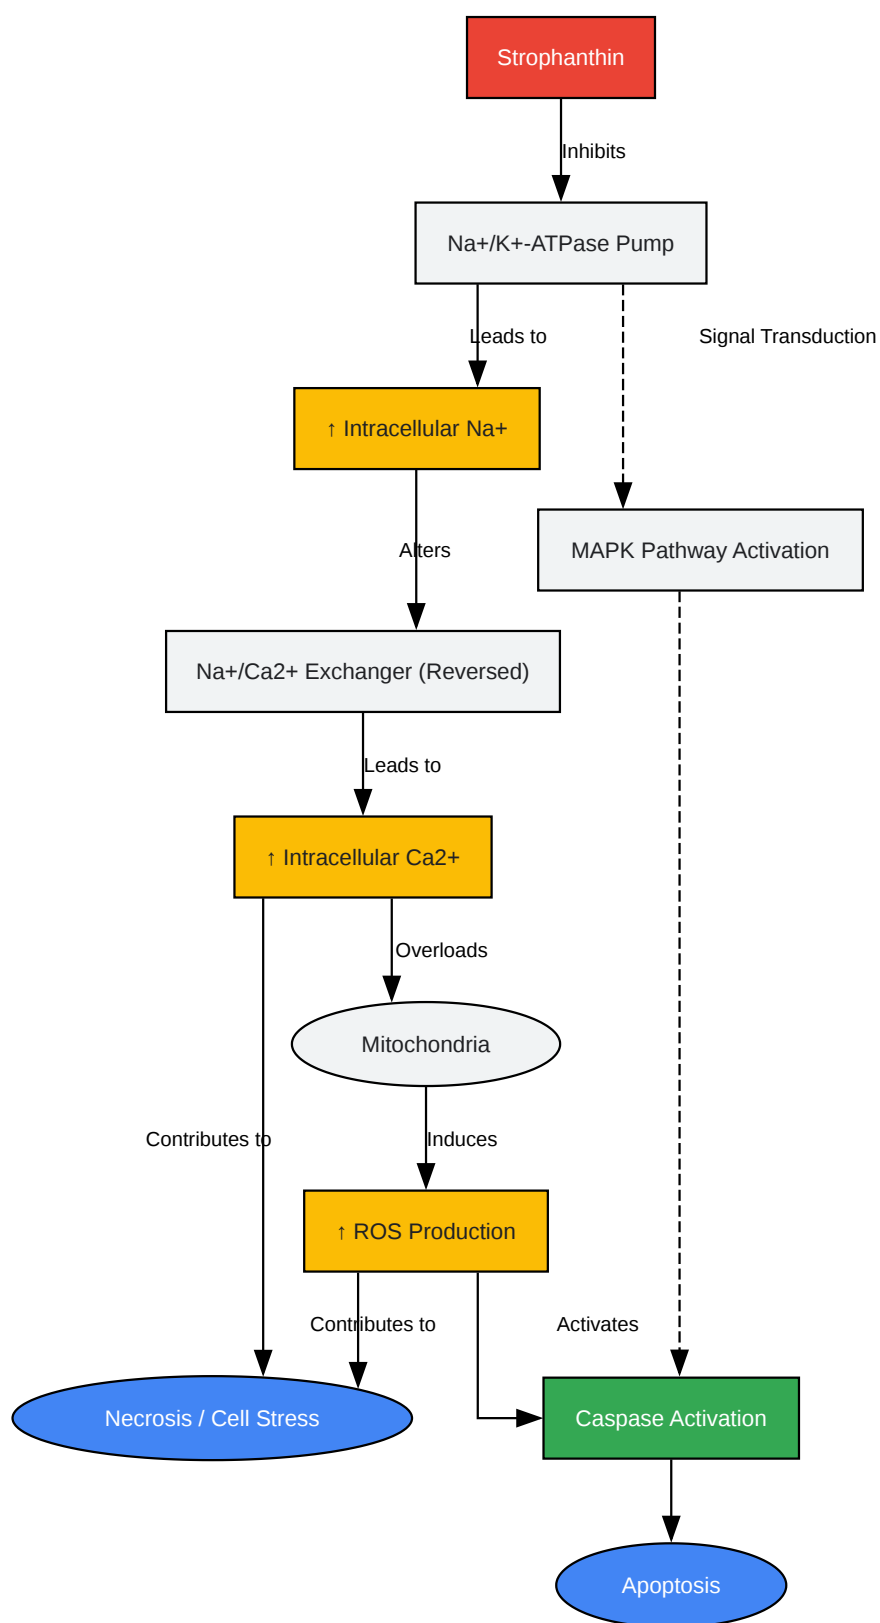 Strophanthin
Inhibits
Na+/K+-ATPase Pump
Leads to
Signal Transduction
↑ Intracellular Na+
Alters
MAPK Pathway Activation
Na+/Ca2+ Exchanger (Reversed)
Leads to
↑ Intracellular Ca2+
Overloads
Mitochondria
Contributes to
Induces
↑ ROS Production
Contributes to
Activates
Necrosis / Cell Stress
Caspase Activation
Apoptosis